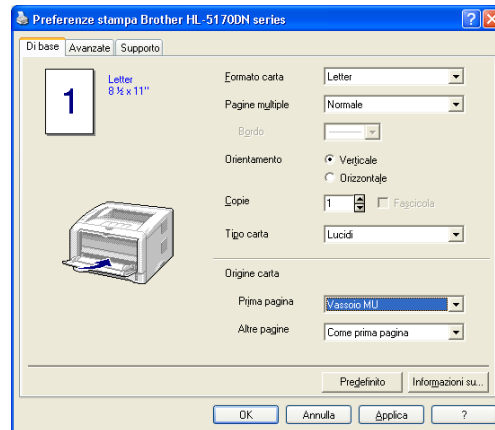 Preferenze stampa Brother HL-5170DN series
?
Di base Avanzate Supporto
1
Letter
8 ½ x 11"
Formato carta Letter
Pagine multiple Normale
Bordo
Orientamento Verticale
Orizzontale
Copie 1 Fascicola
Tipo carta Lucidi
Origine carta
Prima pagina Vassoio MU
Altre pagine Come prima pagina
Predefinito Informazioni su...
OK Annulla Applica ?